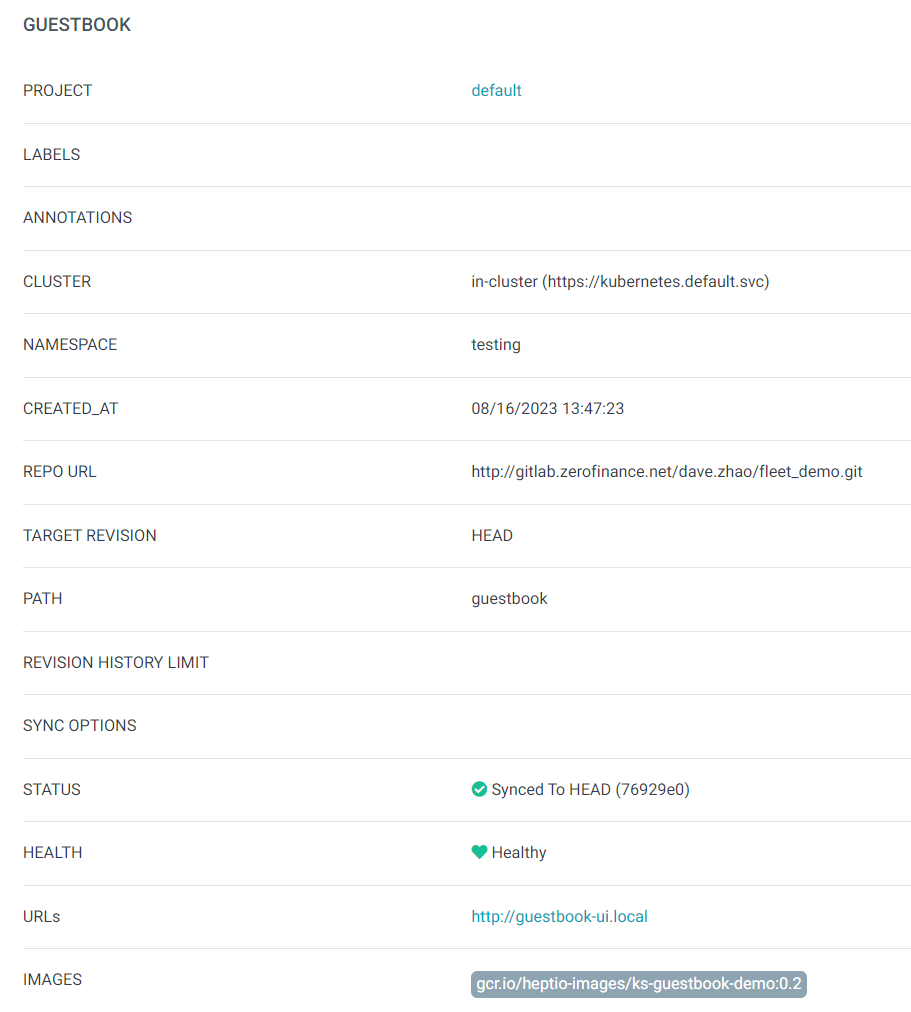 GUESTBOOK
PROJECT default
LABELS
ANNOTATIONS
CLUSTER in-cluster (https://kubernetes.default.svc)
NAMESPACE testing
CREATED_AT 08/16/2023 13:47:23
REPO URL http://gitlab.zerofinance.net/dave.zhao/fleet_demo.git
TARGET REVISION HEAD
PATH guestbook
REVISION HISTORY LIMIT
SYNC OPTIONS
STATUS Synced To HEAD (76929e0)
HEALTH Healthy
URLs http://guestbook-ui.local
IMAGES gcr.io/heptio-images/ks-guestbook-demo:0.2